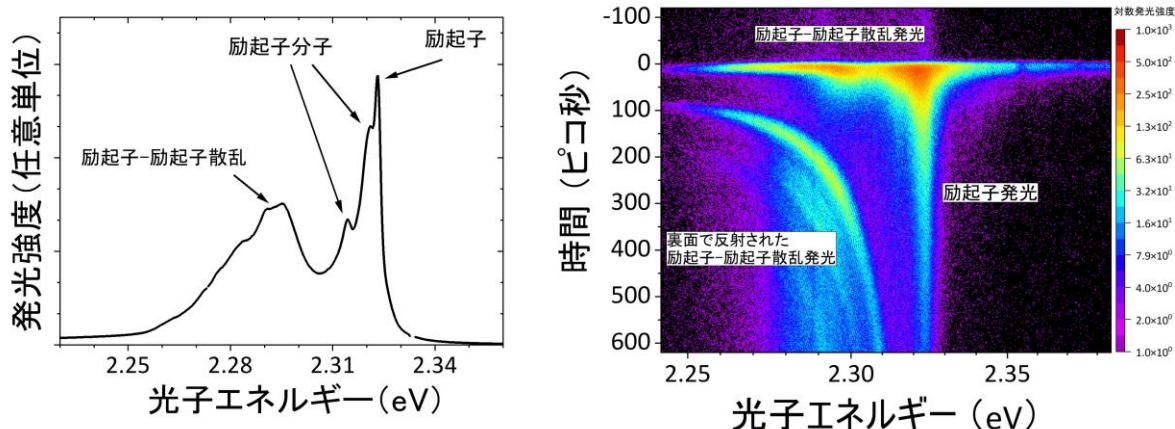 発光強度(任意単位)
励起子
励起子分子
励起子–励起子散乱
2.25
2.28
2.31
2.34
光子エネルギー(eV)
時間(ピコ秒)
-100
0
100
200
300
400
500
600
励起子–励起子散乱発光
励起子発光
裏面で反射された
励起子–励起子散乱発光
2.25
2.30
2.35
光子エネルギー (eV)
対数発光強度
1.0×10³
5.0×10²
2.5×10²
1.3×10²
6.3×10¹
3.2×10¹
1.6×10¹
7.9×10⁰
4.0×10⁰
2.0×10⁰
1.0×10⁰